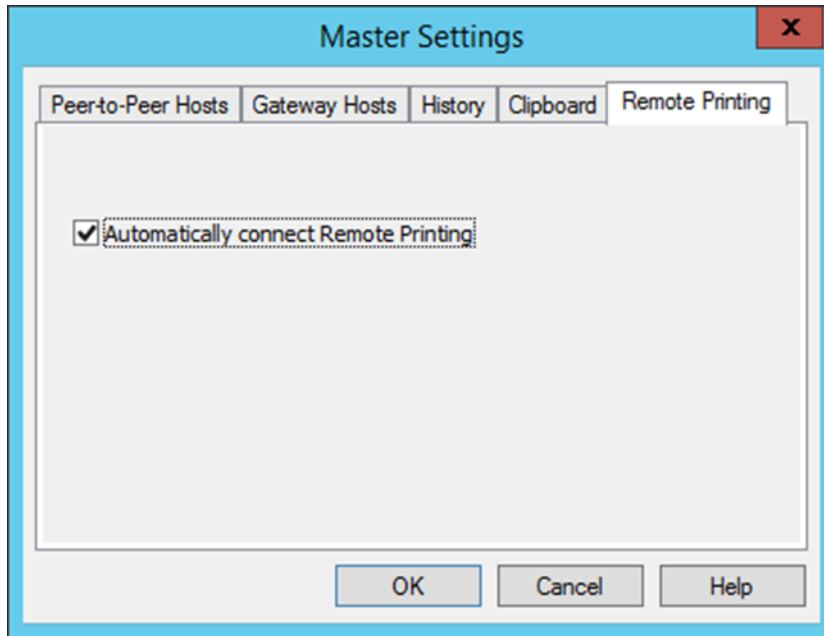 Master Settings
x
Peer-to-Peer Hosts Gateway Hosts History Clipboard Remote Printing
Automatically connect Remote Printing
OK Cancel Help